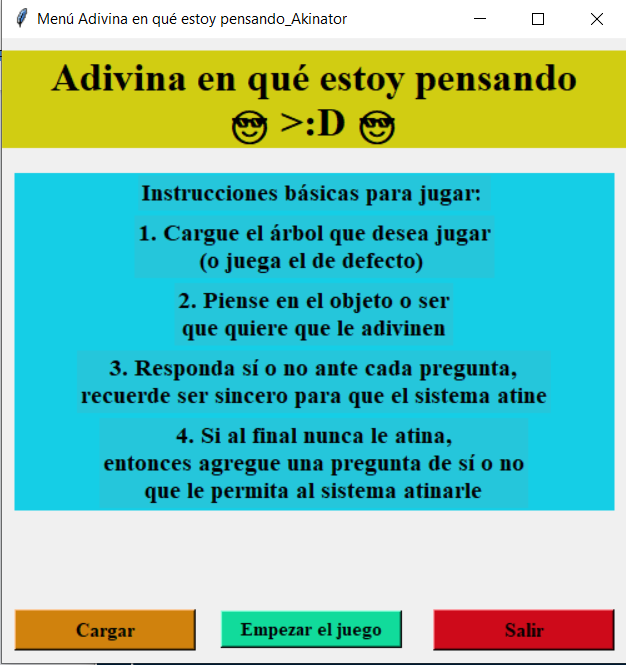 Menú Adivina en qué estoy pensando_Akinator
Adivina en qué estoy pensando
😎 >:D 😎
Instrucciones básicas para jugar:
1. Cargue el árbol que desea jugar
(o juega el de defecto)
2. Piense en el objeto o ser
que quiere que le adivinen
3. Responda sí o no ante cada pregunta,
recuerde ser sincero para que el sistema atine
4. Si al final nunca le atina,
entonces agregue una pregunta de sí o no
que le permita al sistema atinarle
Cargar
Empezar el juego
Salir